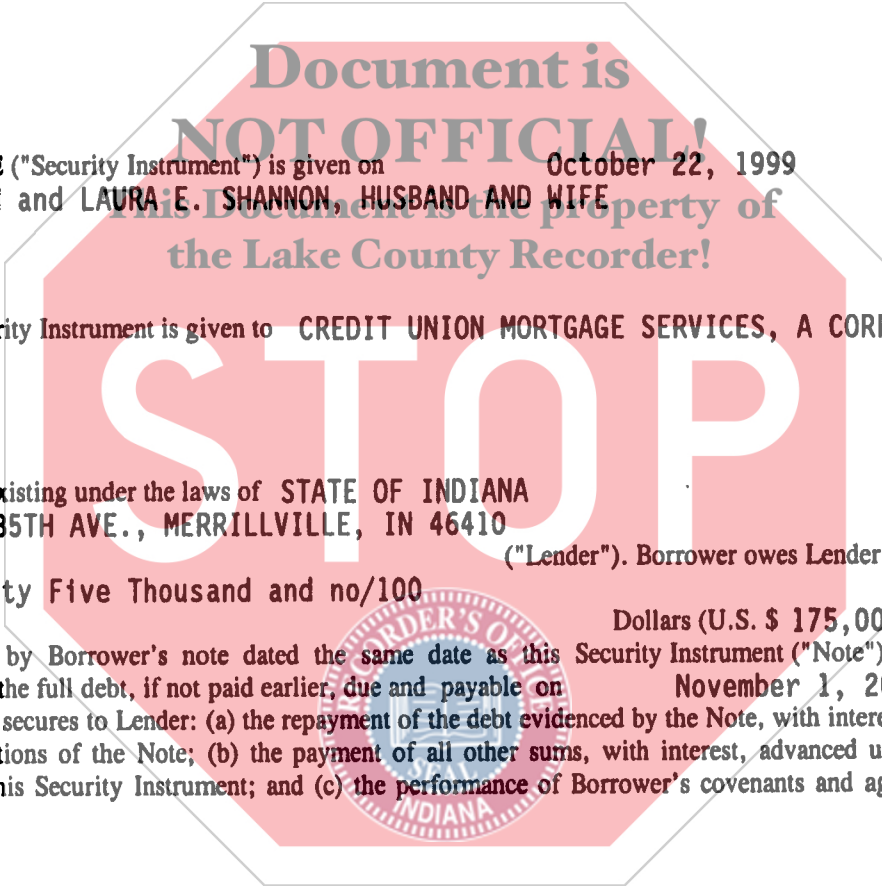 Document is
NOT OFFICIAL!
("Security Instrument") is given on October 22, 1999
and LAURA E. SHANNON, HUSBAND AND WIFE
This Document is the property of
the Lake County Recorder!
rity Instrument is given to CREDIT UNION MORTGAGE SERVICES, A COR
STOP
xisting under the laws of STATE OF INDIANA
85TH AVE., MERRILLVILLE, IN 46410
("Lender"). Borrower owes Lender
ty Five Thousand and no/100
Dollars (U.S. $ 175,00
by Borrower's note dated the same date as this Security Instrument ("Note")
the full debt, if not paid earlier, due and payable on November 1, 20
secures to Lender: (a) the repayment of the debt evidenced by the Note, with intere
tions of the Note; (b) the payment of all other sums, with interest, advanced u
his Security Instrument; and (c) the performance of Borrower's covenants and ag
RECORDER'S OFFICE
SEAL
INDIANA